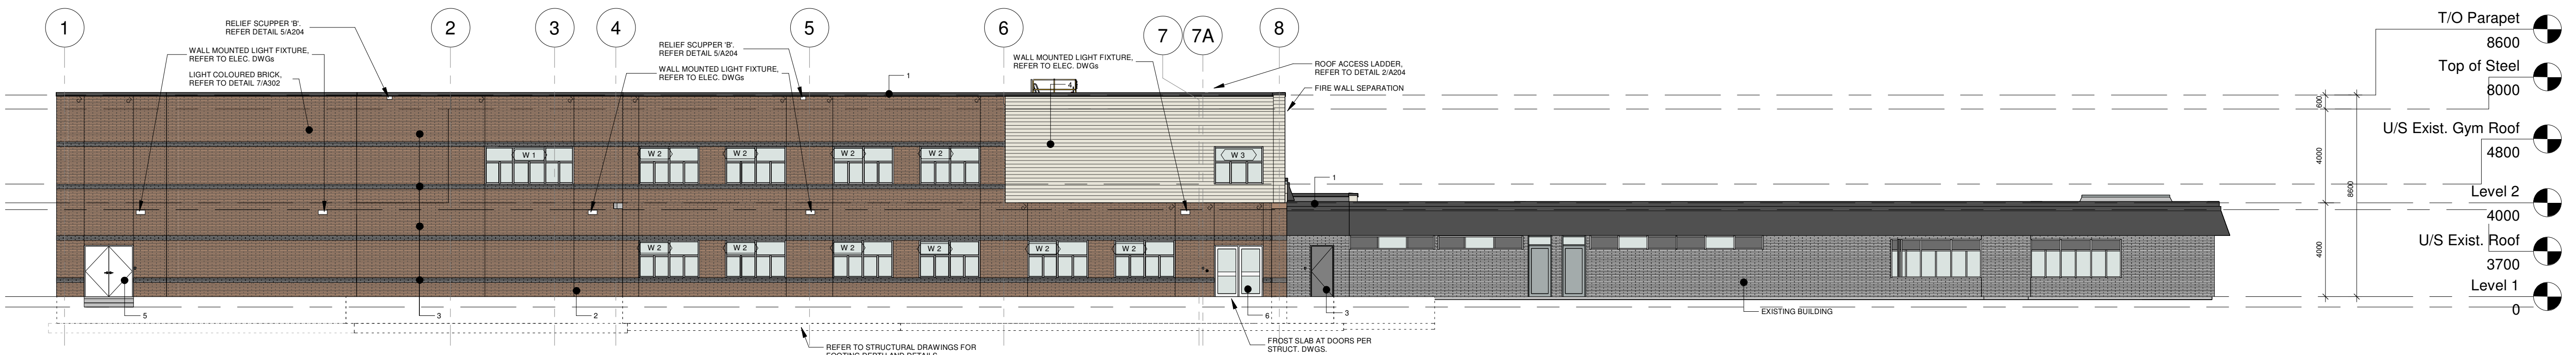 1
2
3
4
5
6
7
7A
8
RELIEF SCUPPER 'B'.
REFER DETAIL 5/A204
WALL MOUNTED LIGHT FIXTURE,
REFER TO ELEC. DWGs
LIGHT COLOURED BRICK,
REFER TO DETAIL 7/A302
RELIEF SCUPPER 'B'.
REFER DETAIL 5/A204
WALL MOUNTED LIGHT FIXTURE,
REFER TO ELEC. DWGs
1
WALL MOUNTED LIGHT FIXTURE,
REFER TO ELEC. DWGs
4
ROOF ACCESS LADDER,
REFER TO DETAIL 2/A204
FIRE WALL SEPARATION
T/O Parapet
8600
Top of Steel
8000
U/S Exist. Gym Roof
4800
Level 2
4000
U/S Exist. Roof
3700
Level 1
0
600
4000
4000
8600
W 1
W 2
W 2
W 2
W 2
W 3
1
W 2
W 2
W 2
W 2
W 2
W 2
5
3
2
6
3
EXISTING BUILDING
REFER TO STRUCTURAL DRAWINGS FOR
FOOTING DEPTH AND DETAILS
FROST SLAB AT DOORS PER
STRUCT. DWGS.